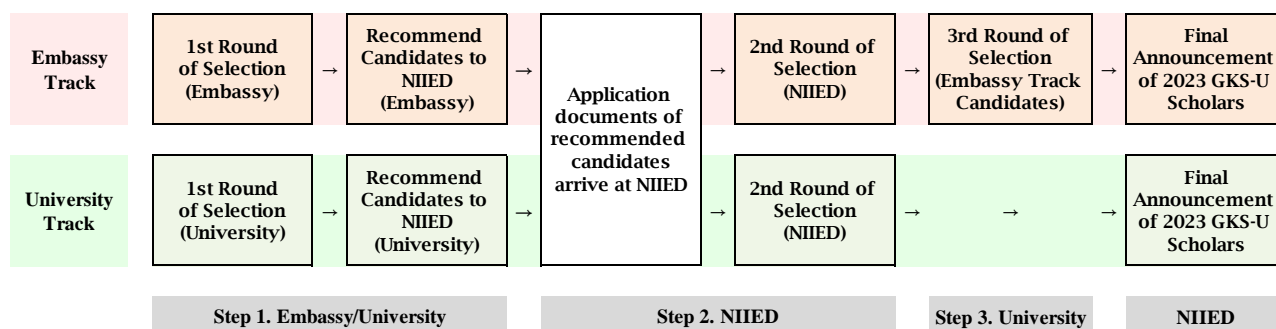 Embassy
Track
1st Round
of Selection
(Embassy)
→
Recommend
Candidates to
NIIED
(Embassy)
→
Application
documents of
recommended
candidates
arrive at NIIED
→
2nd Round of
Selection
(NIIED)
→
3rd Round of
Selection
(Embassy Track
Candidates)
→
Final
Announcement
of 2023 GKS-U
Scholars
University
Track
1st Round
of Selection
(University)
→
Recommend
Candidates to
NIIED
(University)
→
→
2nd Round of
Selection
(NIIED)
→
→
→
Final
Announcement
of 2023 GKS-U
Scholars
Step 1. Embassy/University
Step 2. NIIED
Step 3. University
NIIED